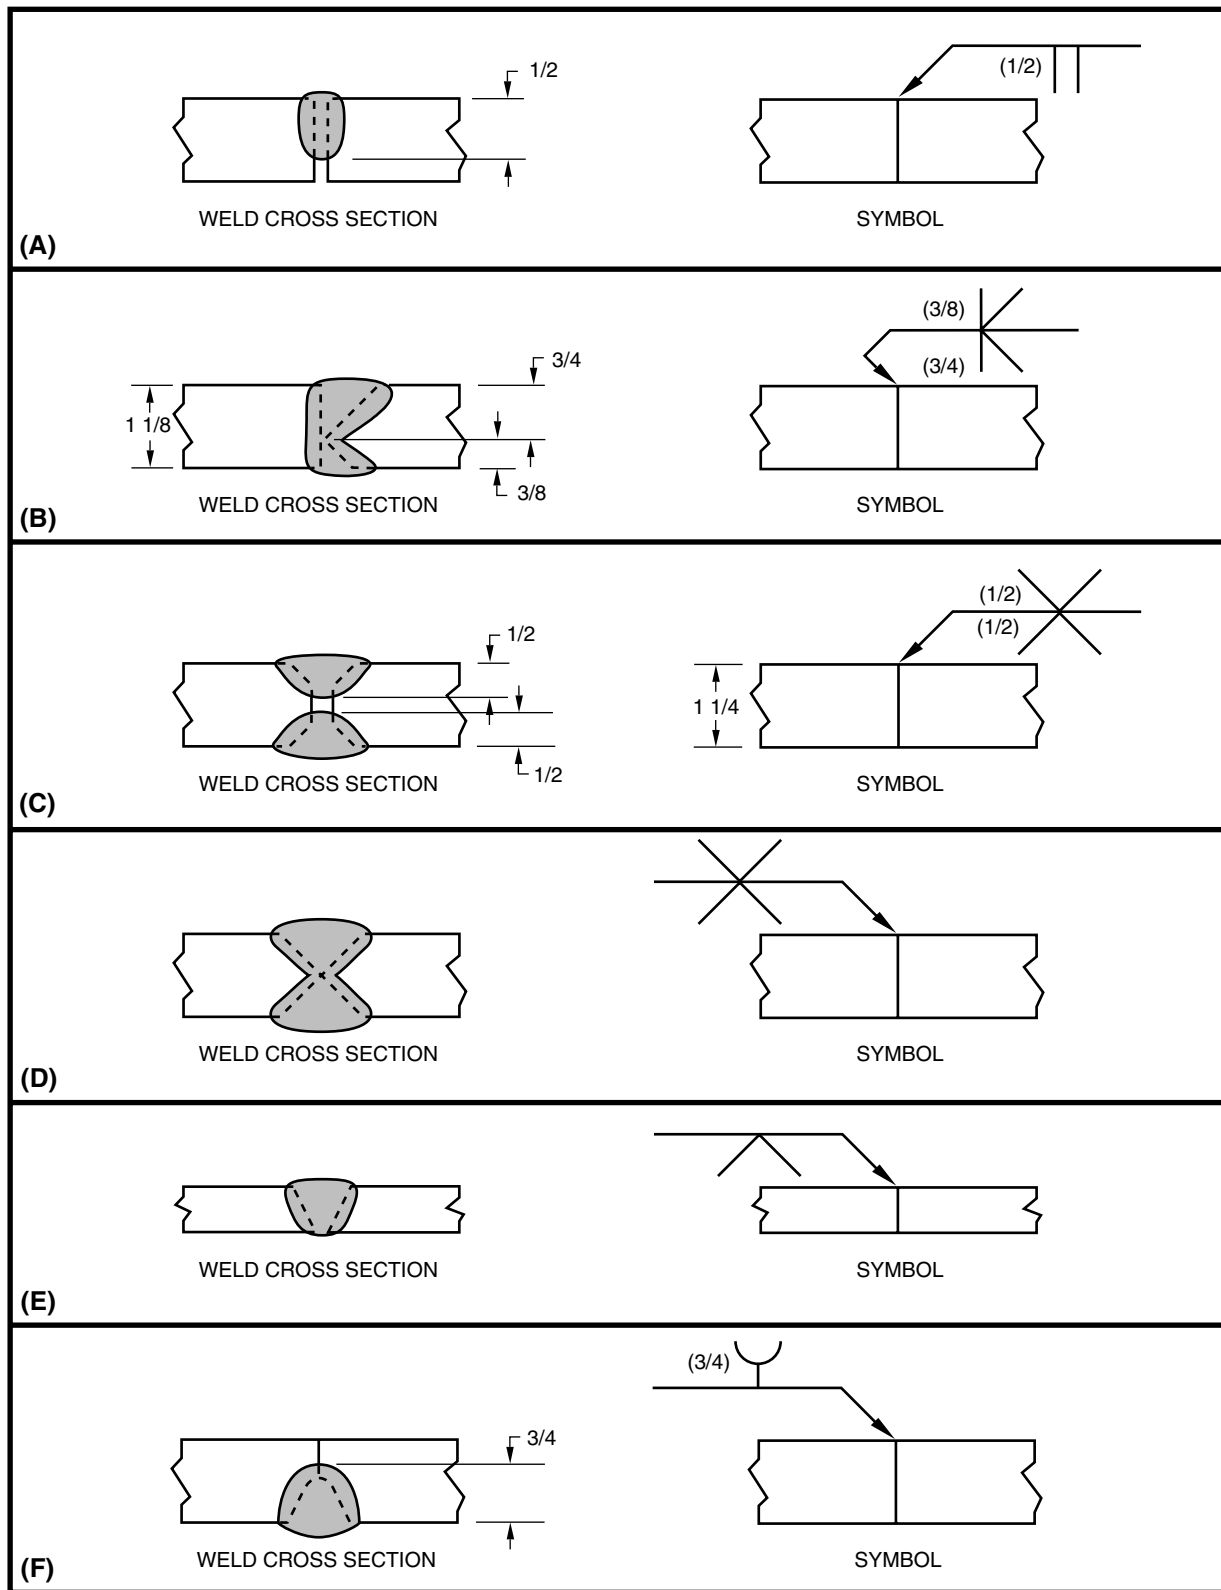 1/2
(1/2)
WELD CROSS SECTION
SYMBOL
(A)
(3/8)
3/4
(3/4)
1 1/8
3/8
WELD CROSS SECTION
SYMBOL
(B)
(1/2)
1/2
(1/2)
1 1/4
1/2
WELD CROSS SECTION
SYMBOL
(C)
WELD CROSS SECTION
SYMBOL
(D)
WELD CROSS SECTION
SYMBOL
(E)
(3/4)
3/4
WELD CROSS SECTION
SYMBOL
(F)